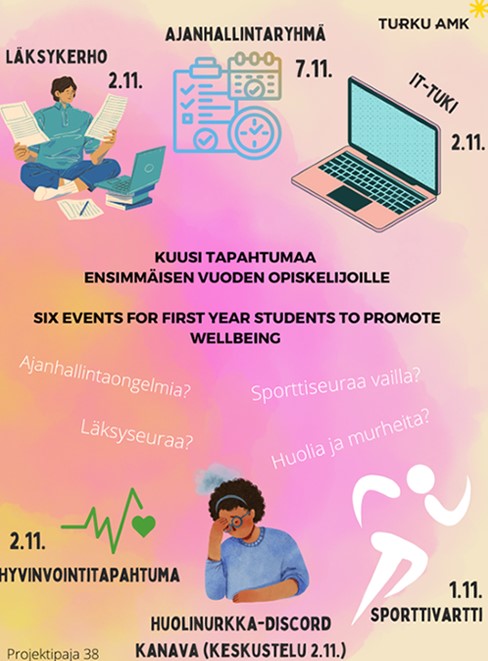 TURKU AMK
AJANHALLINTARYHMÄ
7.11.
LÄKSYKERHO
2.11.
IT-TUKI
2.11.
KUUSI TAPAHTUMAA
ENSIMMÄISEN VUODEN OPISKELIJOILLE
SIX EVENTS FOR FIRST YEAR STUDENTS TO PROMOTE
WELLBEING
Ajanhallintaongelmia?
Sporttiseuraa vailla?
Läksyseuraa?
Huolia ja murheita?
2.11.
HYVINVOINTITAPAHTUMA
1.11.
SPORTTIVARTTI
HUOLINURKKA-DISCORD
KANAVA (KESKUSTELU 2.11.)
Projektipaja 38